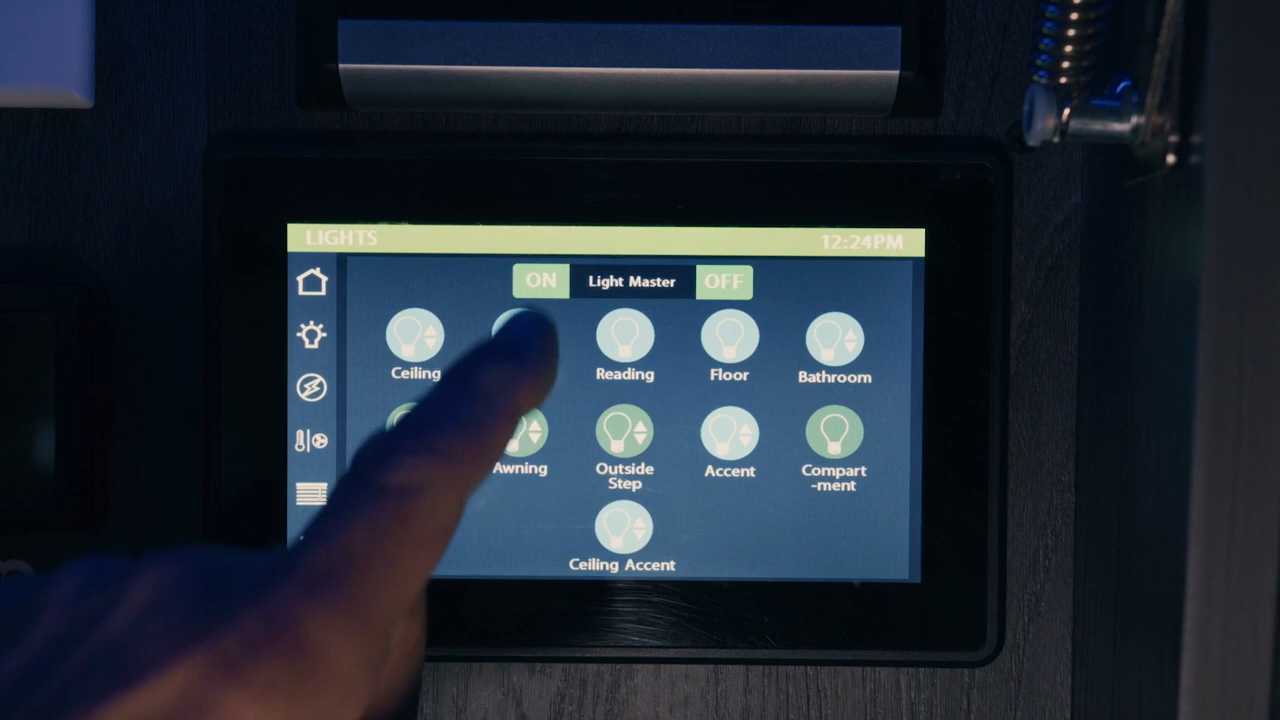 LIGHTS 12:24PM
ON Light Master OFF
Ceiling Reading Floor Bathroom
Awning Outside Step Accent Compart-ment
Ceiling Accent